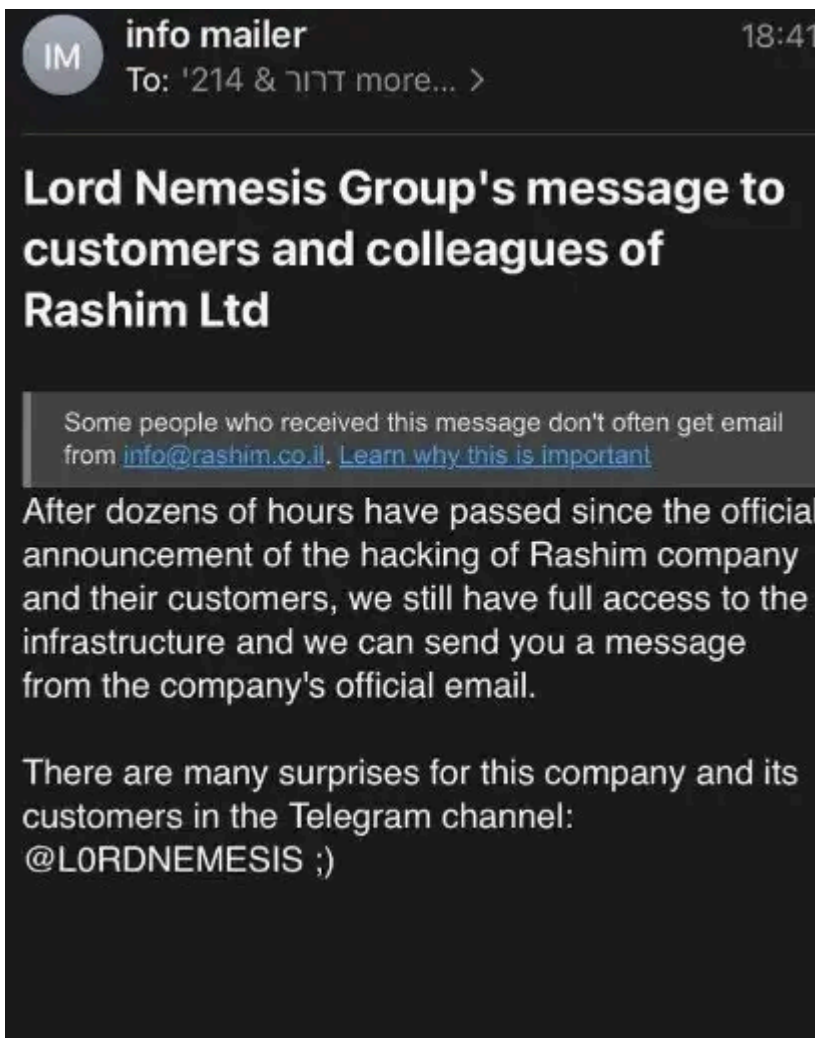 IM
info mailer
18:41
To: '214 & דרור more... >
Lord Nemesis Group's message to
customers and colleagues of
Rashim Ltd
Some people who received this message don't often get email
from info@rashim.co.il. Learn why this is important
After dozens of hours have passed since the official
announcement of the hacking of Rashim company
and their customers, we still have full access to the
infrastructure and we can send you a message
from the company's official email.
There are many surprises for this company and its
customers in the Telegram channel:
@L0RDNEMESIS ;)